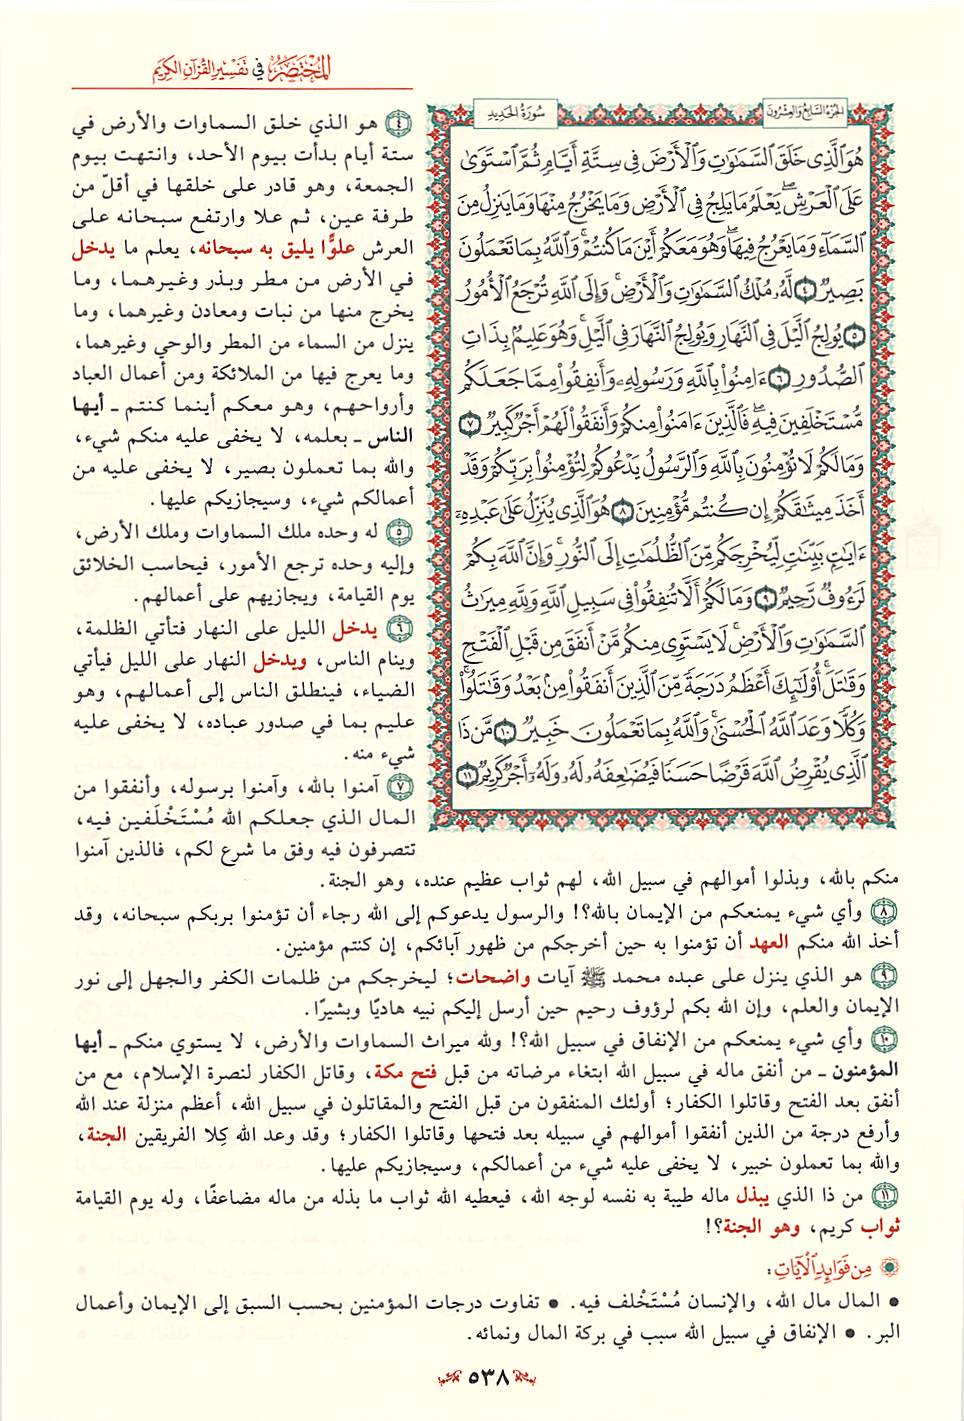 المختصر في تفسير القرآن الكريم
الجزء السابع والعشرون
سورة الحديد
هُوَ ٱلَّذِى خَلَقَ ٱلسَّمَٰوَٰتِ وَٱلْأَرْضَ فِى سِتَّةِ أَيَّامٍ ثُمَّ ٱسْتَوَىٰ
عَلَى ٱلْعَرْشِۖ يَعْلَمُ مَا يَلِجُ فِى ٱلْأَرْضِ وَمَا يَخْرُجُ مِنْهَا وَمَا يَنزِلُ مِنَ
ٱلسَّمَآءِ وَمَا يَعْرُجُ فِيهَاۖ وَهُوَ مَعَكُمْ أَيْنَ مَا كُنتُمْۚ وَٱللَّهُ بِمَا تَعْمَلُونَ
بَصِيرٌ ٤ لَّهُۥ مُلْكُ ٱلسَّمَٰوَٰتِ وَٱلْأَرْضِۚ وَإِلَى ٱللَّهِ تُرْجَعُ ٱلْأُمُورُ
٥ يُولِجُ ٱلَّيْلَ فِى ٱلنَّهَارِ وَيُولِجُ ٱلنَّهَارَ فِى ٱلَّيْلِۚ وَهُوَ عَلِيمٌۢ بِذَاتِ
ٱلصُّدُورِ ٦ ءَامِنُوا۟ بِٱللَّهِ وَرَسُولِهِۦ وَأَنفِقُوا۟ مِمَّا جَعَلَكُم
مُّسْتَخْلَفِينَ فِيهِۖ فَٱلَّذِينَ ءَامَنُوا۟ مِنكُمْ وَأَنفَقُوا۟ لَهُمْ أَجْرٌ كَبِيرٌ ٧
وَمَا لَكُمْ لَا تُؤْمِنُونَ بِٱللَّهِ وَٱلرَّسُولُ يَدْعُوكُمْ لِتُؤْمِنُوا۟ بِرَبِّكُمْ وَقَدْ
أَخَذَ مِيثَٰقَكُمْ إِن كُنتُم مُّؤْمِنِينَ ٨ هُوَ ٱلَّذِى يُنَزِّلُ عَلَىٰ عَبْدِهِۦٓ
ءَايَٰتٍۭ بَيِّنَٰتٍ لِّيُخْرِجَكُم مِّنَ ٱلظُّلُمَٰتِ إِلَى ٱلنُّورِۚ وَإِنَّ ٱللَّهَ بِكُمْ
لَرَءُوفٌ رَّحِيمٌ ٩ وَمَا لَكُمْ أَلَّا تُنفِقُوا۟ فِى سَبِيلِ ٱللَّهِ وَلِلَّهِ مِيرَٰثُ
ٱلسَّمَٰوَٰتِ وَٱلْأَرْضِۚ لَا يَسْتَوِى مِنكُم مَّنْ أَنفَقَ مِن قَبْلِ ٱلْفَتْحِ
وَقَٰتَلَۚ أُو۟لَٰٓئِكَ أَعْظَمُ دَرَجَةً مِّنَ ٱلَّذِينَ أَنفَقُوا۟ مِنۢ بَعْدُ وَقَٰتَلُوا۟ۚ
وَكُلًّا وَعَدَ ٱللَّهُ ٱلْحُسْنَىٰۚ وَٱللَّهُ بِمَا تَعْمَلُونَ خَبِيرٌ ١٠ مَّن ذَا
ٱلَّذِى يُقْرِضُ ٱللَّهَ قَرْضًا حَسَنًا فَيُضَٰعِفَهُۥ لَهُۥ وَلَهُۥٓ أَجْرٌ كَرِيمٌ ١١
٤ هو الذي خلق السماوات والأرض في
ستة أيام بدأت بيوم الأحد، وانتهت بيوم
الجمعة، وهو قادر على خلقها في أقلّ من
طرفة عين، ثم علا وارتفع سبحانه على
العرش علوًّا يليق به سبحانه، يعلم ما يدخل
في الأرض من مطر وبذر وغيرهما، وما
يخرج منها من نبات ومعادن وغيرهما، وما
ينزل من السماء من المطر والوحي وغيرهما،
وما يعرج فيها من الملائكة ومن أعمال العباد
وأرواحهم، وهو معكم أينما كنتم ـ أيها
الناس ـ بعلمه، لا يخفى عليه منكم شيء،
والله بما تعملون بصير، لا يخفى عليه من
أعمالكم شيء، وسيجازيكم عليها.
٥ له وحده ملك السماوات وملك الأرض،
وإليه وحده ترجع الأمور، فيحاسب الخلائق
يوم القيامة، ويجازيهم على أعمالهم.
٦ يدخل الليل على النهار فتأتي الظلمة،
وينام الناس، ويدخل النهار على الليل فيأتي
الضياء، فينطلق الناس إلى أعمالهم، وهو
عليم بما في صدور عباده، لا يخفى عليه
شيء منه.
٧ آمنوا بالله، وآمنوا برسوله، وأنفقوا من
المال الذي جعلكم الله مُسْتَخْلَفين فيه،
تتصرفون فيه وفق ما شرع لكم، فالذين آمنوا
منكم بالله، وبذلوا أموالهم في سبيل الله، لهم ثواب عظيم عنده، وهو الجنة.
٨ وأي شيء يمنعكم من الإيمان بالله؟! والرسول يدعوكم إلى الله رجاء أن تؤمنوا بربكم سبحانه، وقد
أخذ الله منكم العهد أن تؤمنوا به حين أخرجكم من ظهور آبائكم، إن كنتم مؤمنين.
٩ هو الذي ينزل على عبده محمد ﷺ آيات واضحات؛ ليخرجكم من ظلمات الكفر والجهل إلى نور
الإيمان والعلم، وإن الله بكم لرؤوف رحيم حين أرسل إليكم نبيه هاديًا وبشيرًا.
١٠ وأي شيء يمنعكم من الإنفاق في سبيل الله؟! ولله ميراث السماوات والأرض، لا يستوي منكم ـ أيها
المؤمنون ـ من أنفق ماله في سبيل الله ابتغاء مرضاته من قبل فتح مكة، وقاتل الكفار لنصرة الإسلام، مع من
أنفق بعد الفتح وقاتلوا الكفار؛ أولئك المنفقون من قبل الفتح والمقاتلون في سبيل الله، أعظم منزلة عند الله
وأرفع درجة من الذين أنفقوا أموالهم في سبيله بعد فتحها وقاتلوا الكفار؛ وقد وعد الله كِلا الفريقين الجنة،
والله بما تعملون خبير، لا يخفى عليه شيء من أعمالكم، وسيجازيكم عليها.
١١ من ذا الذي يبذل ماله طيبة به نفسه لوجه الله، فيعطيه الله ثواب ما بذله من ماله مضاعفًا، وله يوم القيامة
ثواب كريم، وهو الجنة؟!
من فوائد الآيات:
• المال مال الله، والإنسان مُسْتَخْلف فيه. • تفاوت درجات المؤمنين بحسب السبق إلى الإيمان وأعمال
البر. • الإنفاق في سبيل الله سبب في بركة المال ونمائه.
٥٣٨